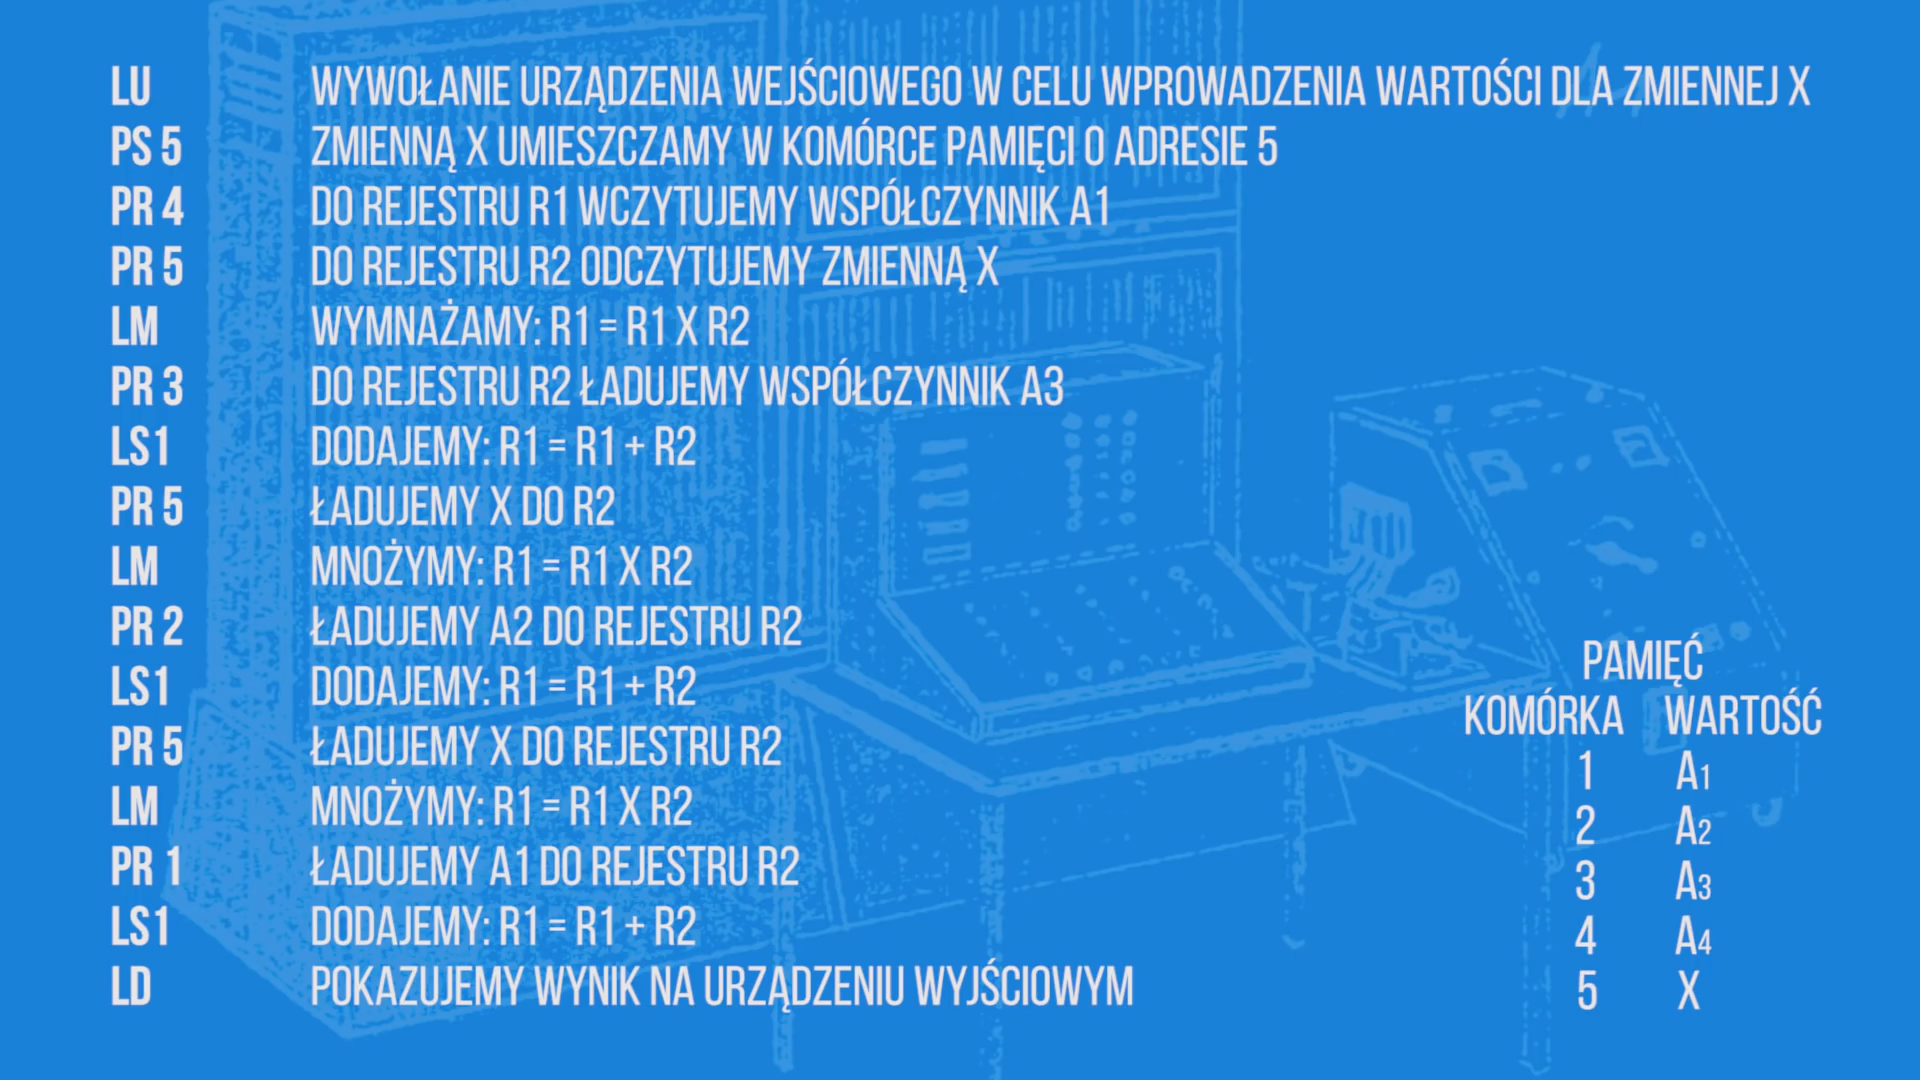 LU WYWOŁANIE URZĄDZENIA WEJŚCIOWEGO W CELU WPROWADZENIA WARTOŚCI DLA ZMIENNEJ X
PS 5 ZMIENNĄ X UMIESZCZAMY W KOMÓRCE PAMIĘCI O ADRESIE 5
PR 4 DO REJESTRU R1 WCZYTUJEMY WSPÓŁCZYNNIK A1
PR 5 DO REJESTRU R2 ODCZYTUJEMY ZMIENNĄ X
LM WYMNAŻAMY: R1 = R1 X R2
PR 3 DO REJESTRU R2 ŁADUJEMY WSPÓŁCZYNNIK A3
LS1 DODAJEMY: R1 = R1 + R2
PR 5 ŁADUJEMY X DO R2
LM MNOŻYMY: R1 = R1 X R2
PR 2 ŁADUJEMY A2 DO REJESTRU R2
LS1 DODAJEMY: R1 = R1 + R2
PR 5 ŁADUJEMY X DO REJESTRU R2
LM MNOŻYMY: R1 = R1 X R2
PR 1 ŁADUJEMY A1 DO REJESTRU R2
LS1 DODAJEMY: R1 = R1 + R2
LD POKAZUJEMY WYNIK NA URZĄDZENIU WYJŚCIOWYM
PAMIĘĆ
KOMÓRKA WARTOŚĆ
1 A1
2 A2
3 A3
4 A4
5 X